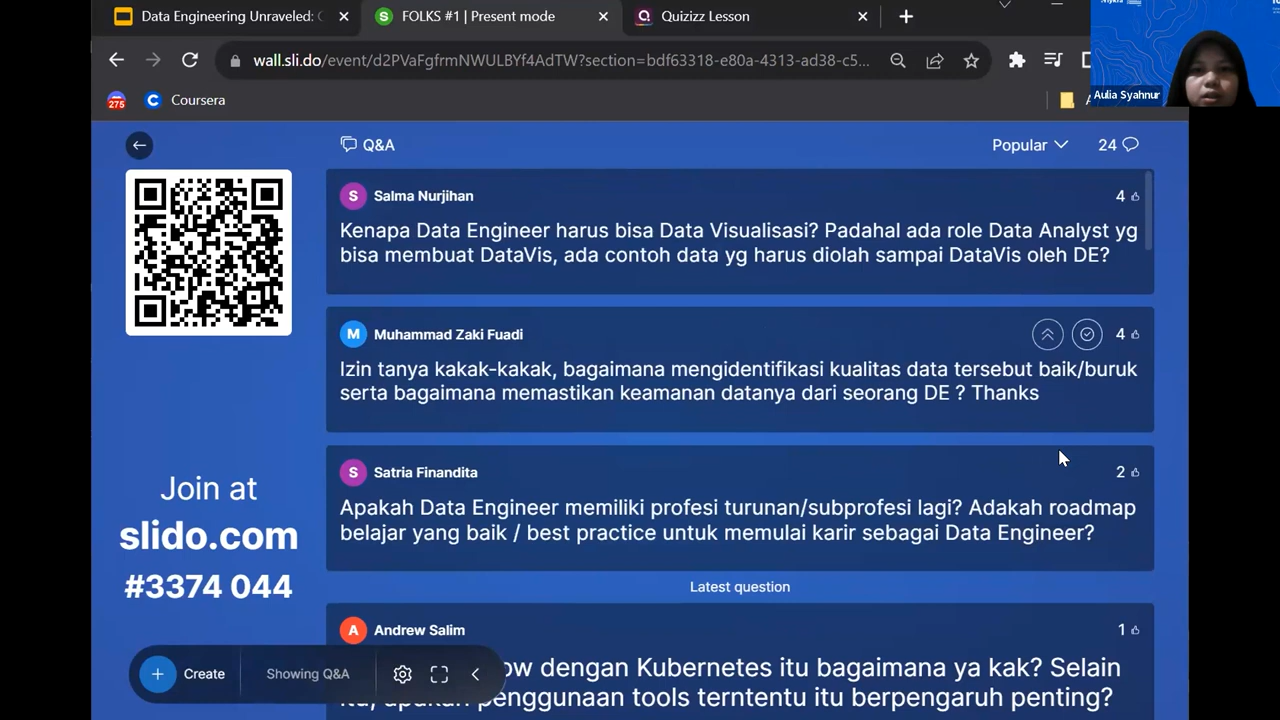 Data Engineering Unraveled:
FOLKS #1 | Present mode
Quizizz Lesson
wall.sli.do/event/d2PVaFgfrmNWULBYf4AdTW?section=bdf63318-e80a-4313-ad38-c5...
275
Coursera
Aulia Syahnur
Q&A
Popular
24
S
Salma Nurjihan
4
Kenapa Data Engineer harus bisa Data Visualisasi? Padahal ada role Data Analyst yg
bisa membuat DataVis, ada contoh data yg harus diolah sampai DataVis oleh DE?
M
Muhammad Zaki Fuadi
4
Izin tanya kakak-kakak, bagaimana mengidentifikasi kualitas data tersebut baik/buruk
serta bagaimana memastikan keamanan datanya dari seorang DE ? Thanks
S
Satria Finandita
2
Apakah Data Engineer memiliki profesi turunan/subprofesi lagi? Adakah roadmap
belajar yang baik / best practice untuk memulai karir sebagai Data Engineer?
Latest question
A
Andrew Salim
1
dengan Kubernetes itu bagaimana ya kak? Selain
penggunaan tools terntentu itu berpengaruh penting?
Join at
slido.com
#3374 044
Create
Showing Q&A